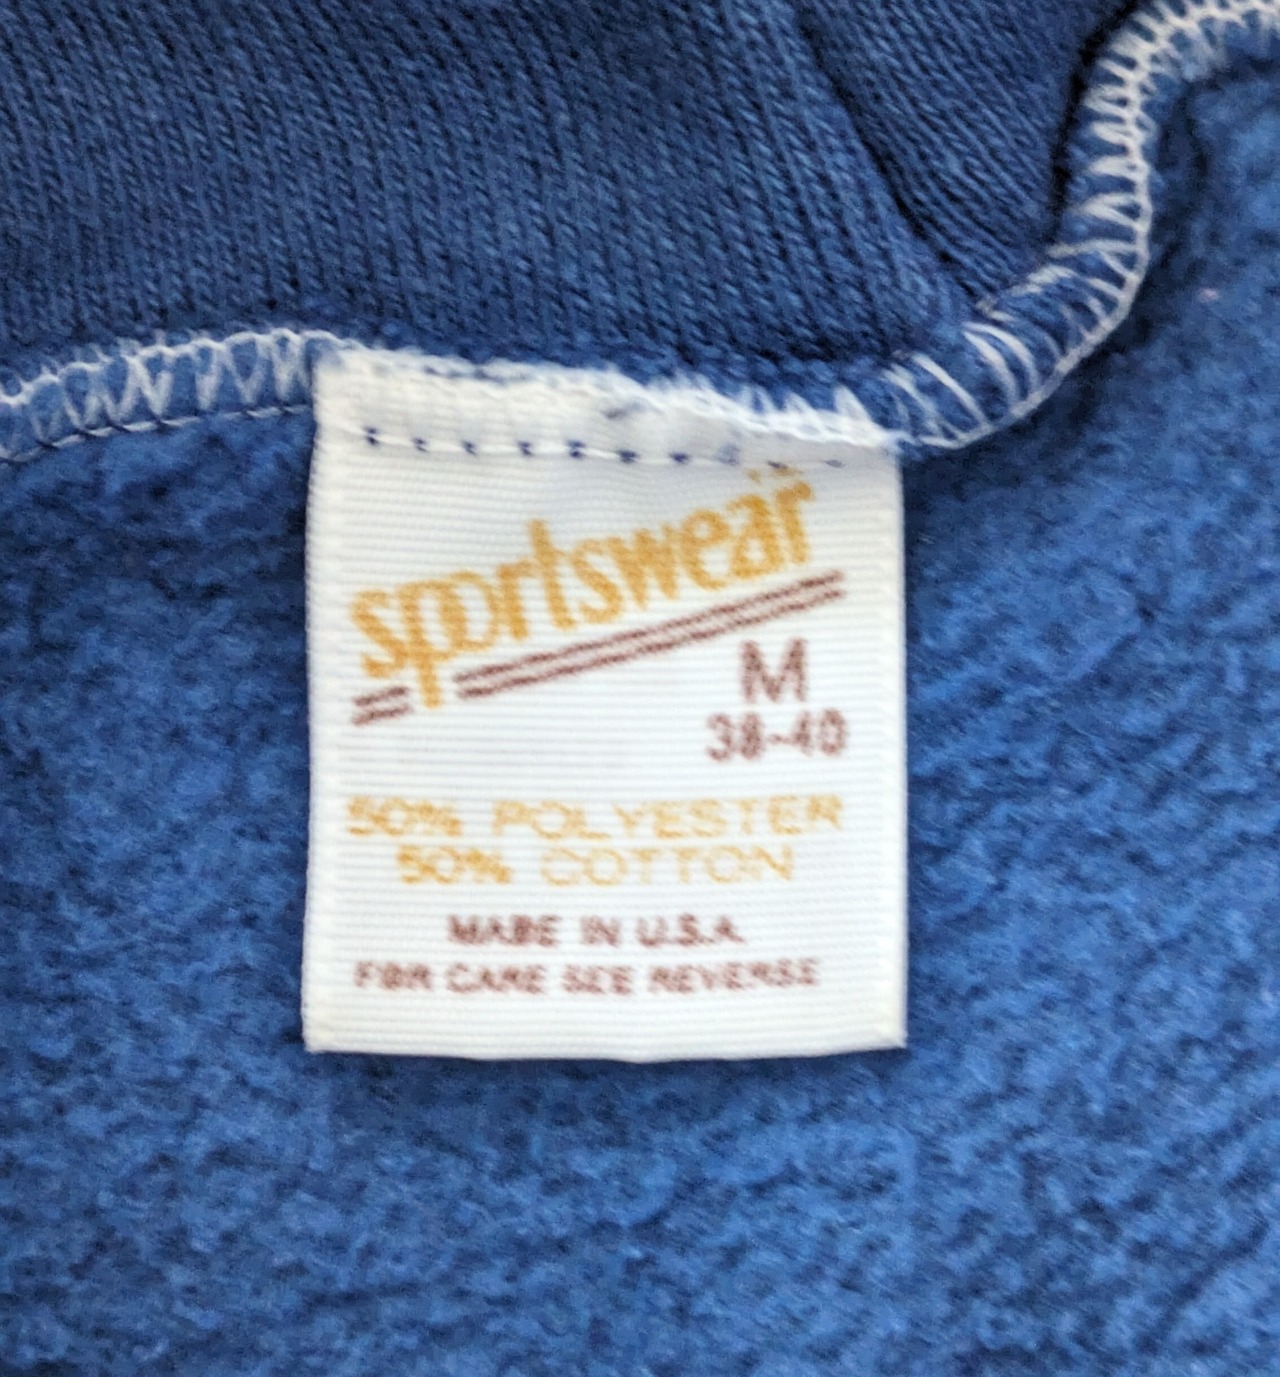 sportswear
M
38-40
50% POLYESTER
50% COTTON
MADE IN U.S.A.
FOR CARE SEE REVERSE